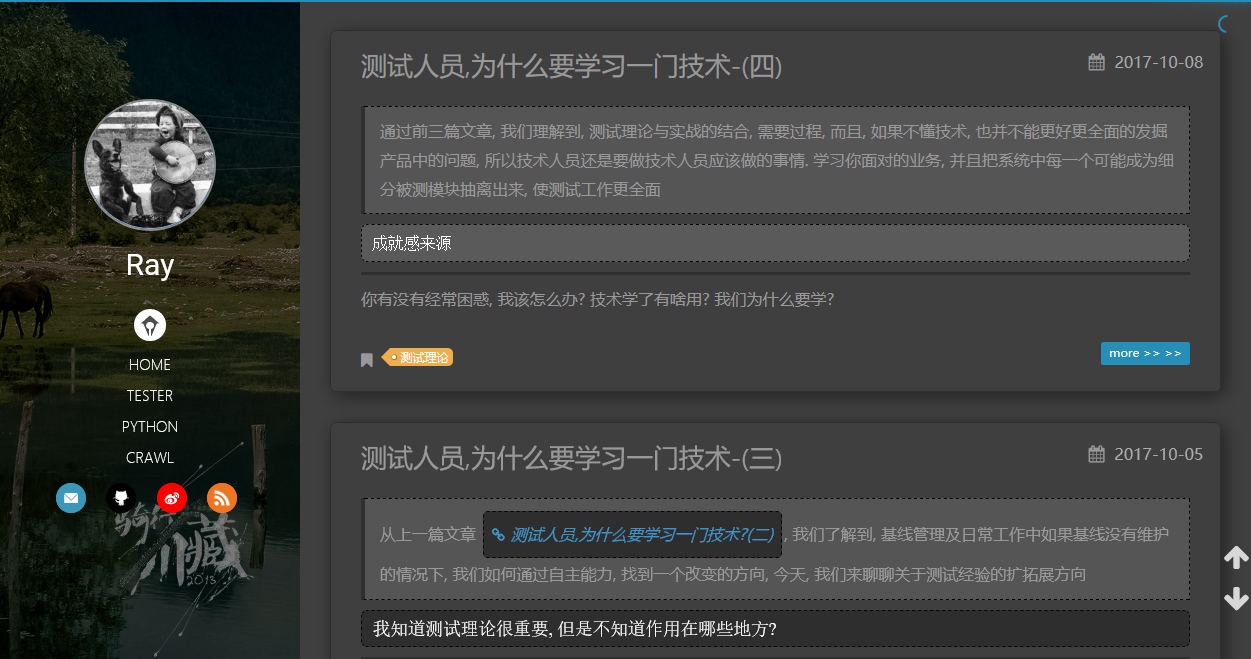 Ray
HOME
TESTER
PYTHON
CRAWL
骑行
川藏
2013
测试人员,为什么要学习一门技术-(四)
2017-10-08
通过前三篇文章, 我们理解到, 测试理论与实战的结合, 需要过程, 而且, 如果不懂技术, 也并不能更好更全面的发掘
产品中的问题, 所以技术人员还是要做技术人员应该做的事情. 学习你面对的业务, 并且把系统中每一个可能成为细
分被测模块抽离出来, 使测试工作更全面
成就感来源
你有没有经常困惑, 我该怎么办? 技术学了有啥用? 我们为什么要学?
测试理论
more >> >>
测试人员,为什么要学习一门技术-(三)
2017-10-05
从上一篇文章 测试人员,为什么要学习一门技术?(二) , 我们了解到, 基线管理及日常工作中如果基线没有维护
的情况下, 我们如何通过自主能力, 找到一个改变的方向, 今天, 我们来聊聊关于测试经验的扩拓展方向
我知道测试理论很重要, 但是不知道作用在哪些地方?